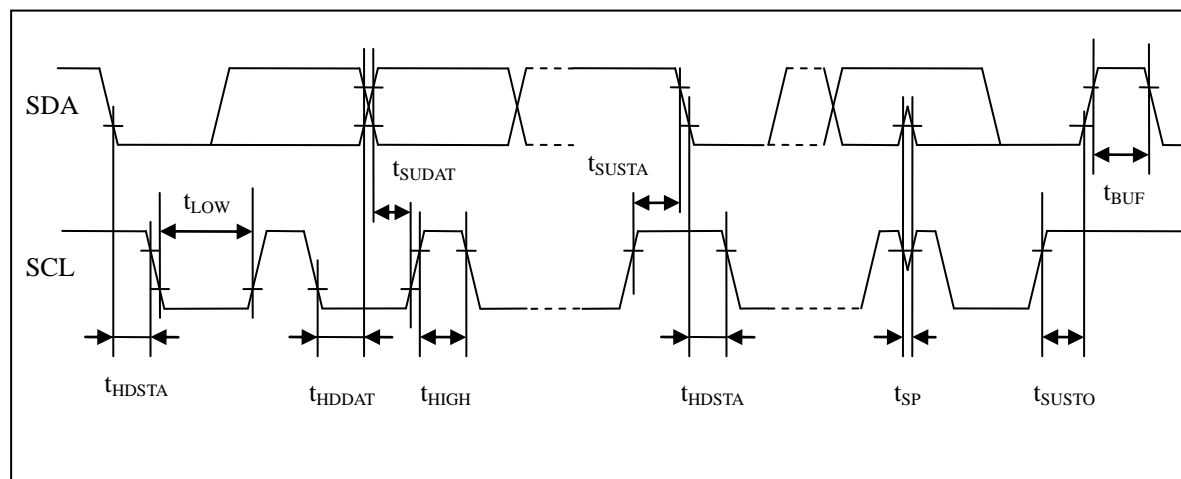 SDA
tSUDAT
tSUSTA
tBUF
tLOW
SCL
tHDSTA
tHDDAT
tHIGH
tHDSTA
tSP
tSUSTO